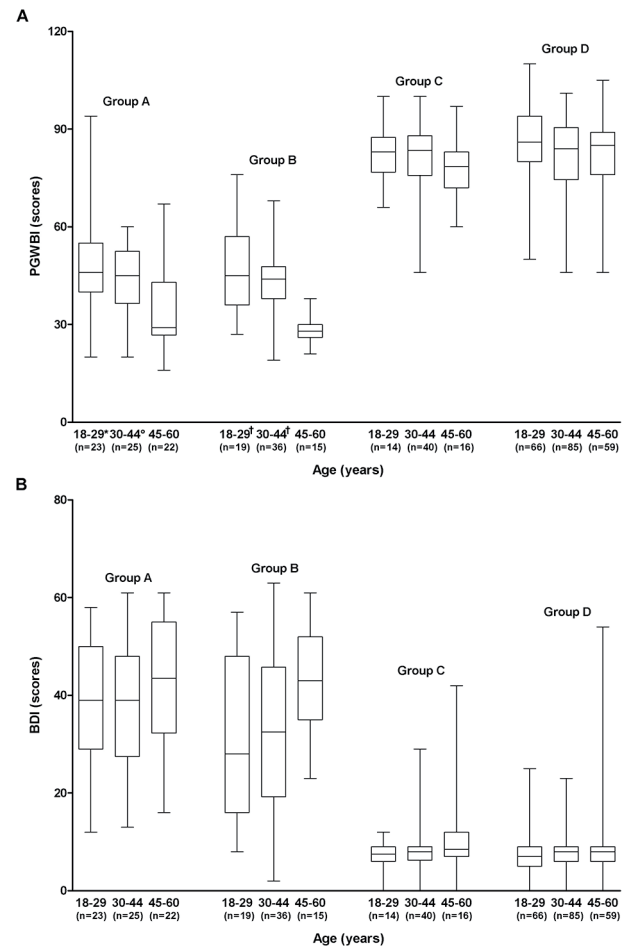 A
120
Group D
Group A
Group C
90
Group B
PGWBI (scores)
60
30
0
18-29* 30-44° 45-60 18-29† 30-44† 45-60 18-29 30-44 45-60 18-29 30-44 45-60
(n=23) (n=25) (n=22) (n=19) (n=36) (n=15) (n=14) (n=40) (n=16) (n=66) (n=85) (n=59)
Age (years)
B
80
Group A
Group B
60
Group D
Group C
BDI (scores)
40
20
0
18-29 30-44 45-60 18-29 30-44 45-60 18-29 30-44 45-60 18-29 30-44 45-60
(n=23) (n=25) (n=22) (n=19) (n=36) (n=15) (n=14) (n=40) (n=16) (n=66) (n=85) (n=59)
Age (years)